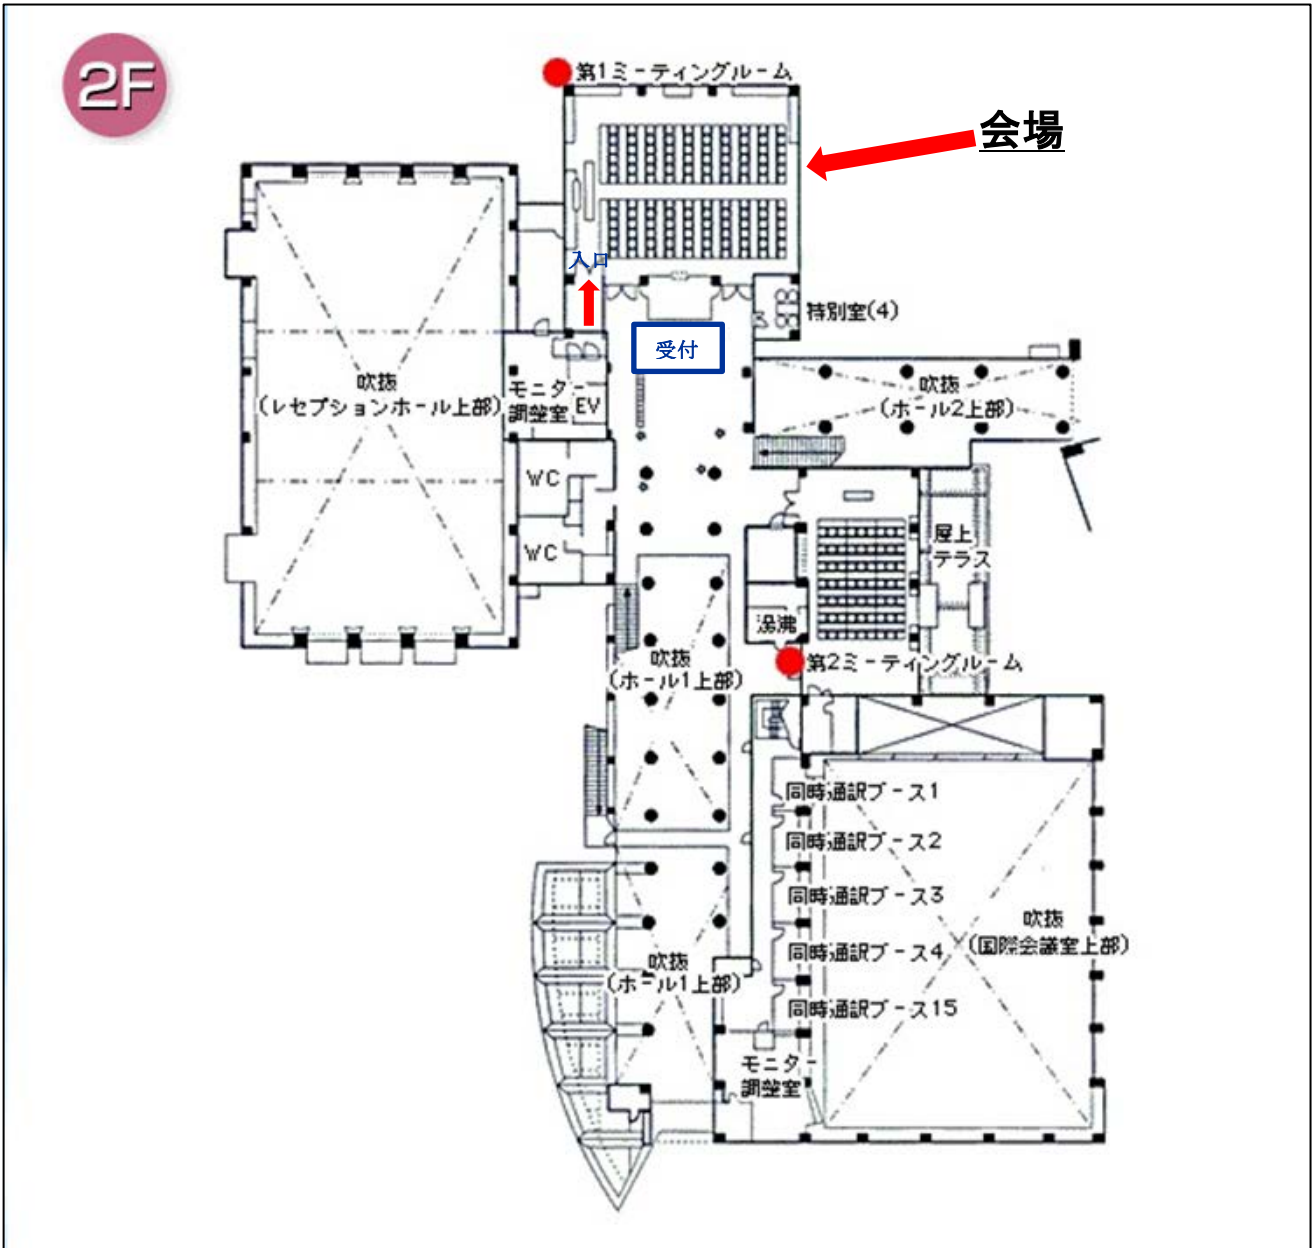 2F
第1ミーティングルーム
会場
入口
特別室(4)
受付
吹抜
(レセプションホール上部)
モニター
調整室
EV
吹抜
(ホール2上部)
WC
WC
屋上
テラス
湯沸
第2ミーティングルーム
吹抜
(ホール1上部)
同時通訳ブース1
同時通訳ブース2
同時通訳ブース3
同時通訳ブース4
同時通訳ブース15
吹抜
(国際会議室上部)
吹抜
(ホール1上部)
モニター
調整室